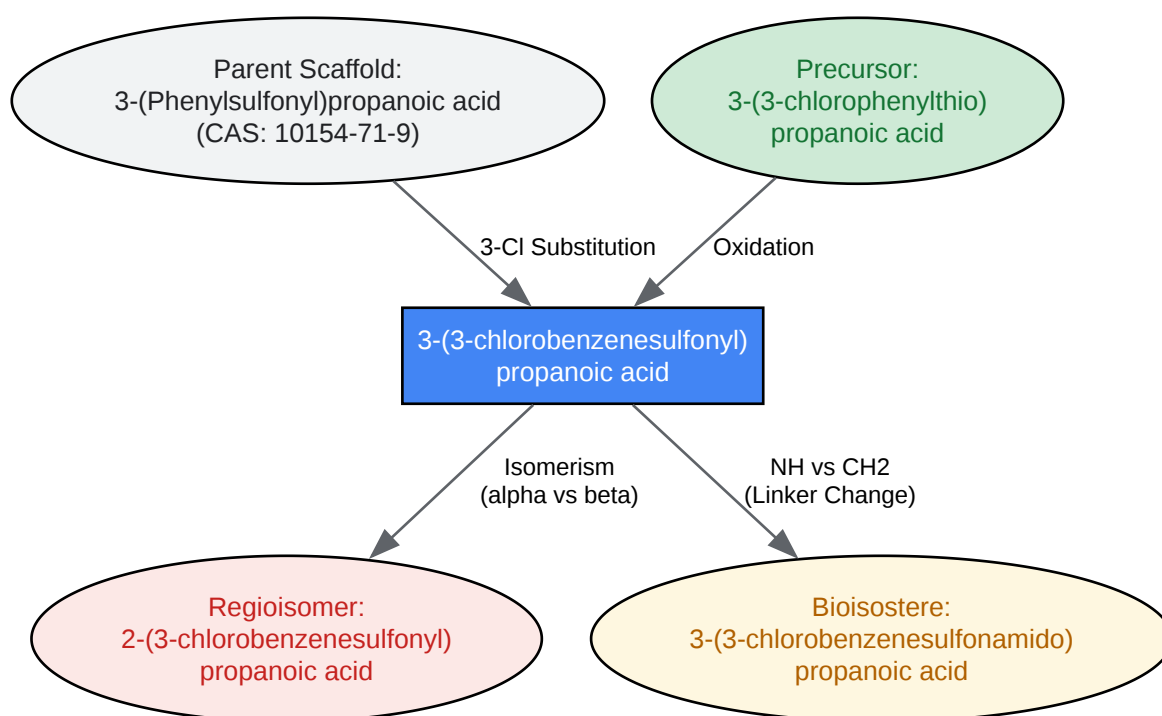 Parent Scaffold:
3-(Phenylsulfonyl)propanoic acid
(CAS: 10154-71-9)
Precursor:
3-(3-chlorophenylthio)
propanoic acid
3-Cl Substitution
Oxidation
3-(3-chlorobenzenesulfonyl)
propanoic acid
Isomerism
(alpha vs beta)
NH vs CH2
(Linker Change)
Regioisomer:
2-(3-chlorobenzenesulfonyl)
propanoic acid
Bioisostere:
3-(3-chlorobenzenesulfonamido)
propanoic acid